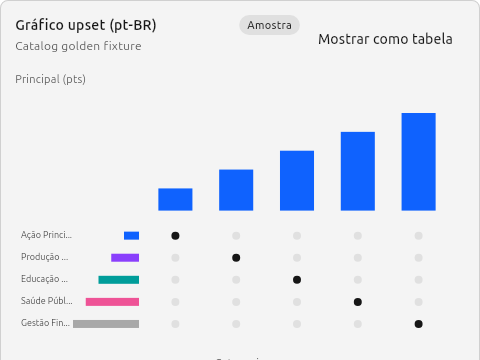 Gráfico upset (pt-BR)
Amostra
Mostrar como tabela
Catalog golden fixture
Principal (pts)
Ação Princi...
Produção ...
Educação ...
Saúde Públ...
Gestão Fin...